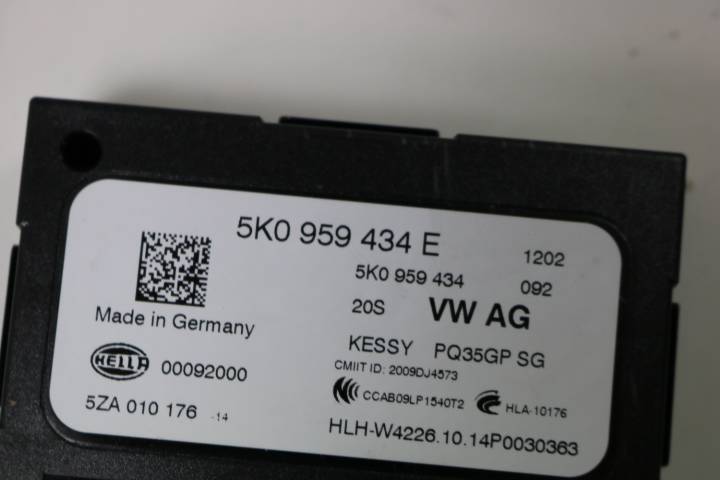 5K0 959 434 E 1202
5K0 959 434 092
20S VW AG
Made in Germany
KESSY PQ35GP SG
HELLA 00092000
CMIIT ID: 2009DJ4573
CCAB09LP1540T2 HLA-10176
5ZA 010 176 -14
HLH-W4226.10.14P0030363